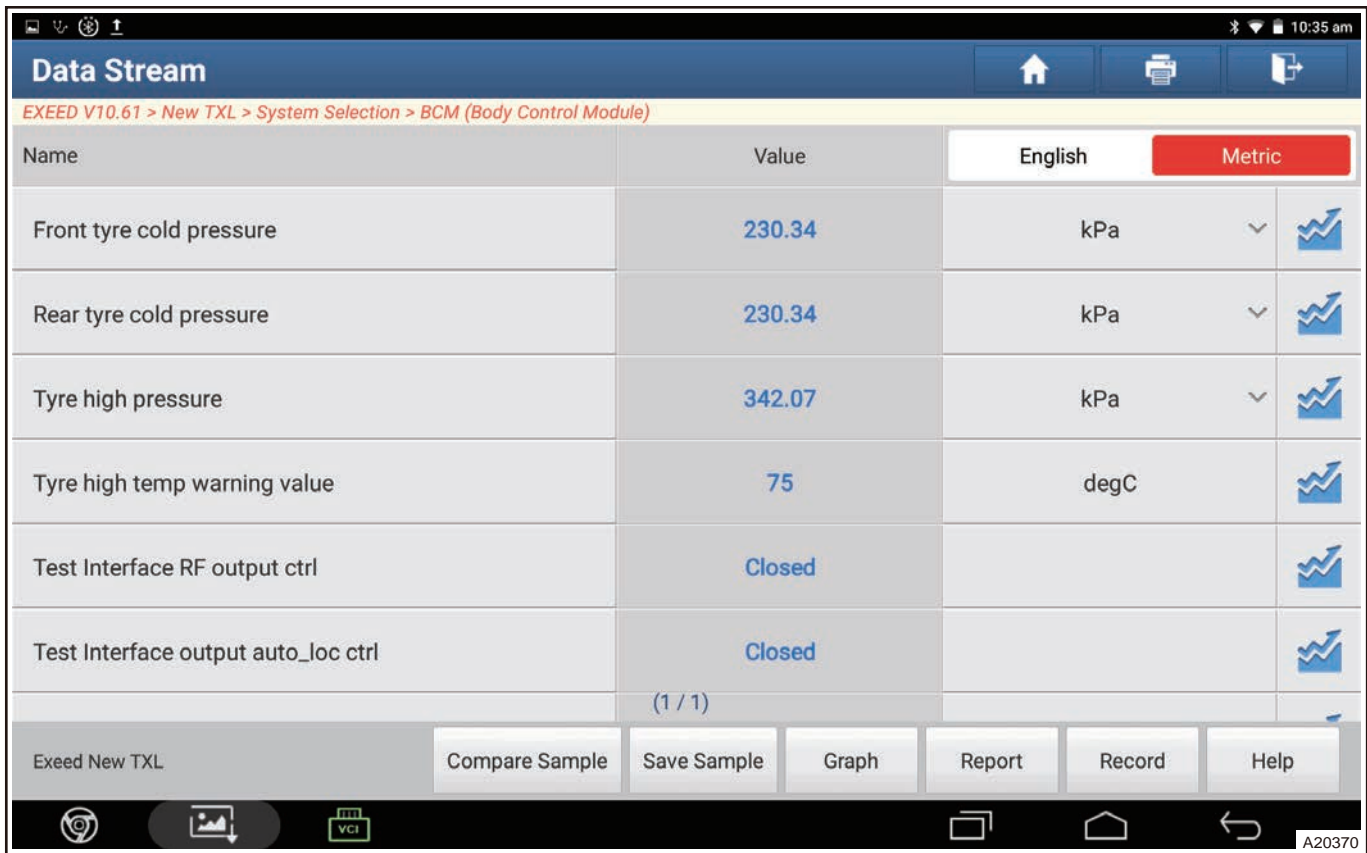 10:35 am
Data Stream
EXEED V10.61 > New TXL > System Selection > BCM (Body Control Module)
Name Value English Metric
Front tyre cold pressure 230.34 kPa
Rear tyre cold pressure 230.34 kPa
Tyre high pressure 342.07 kPa
Tyre high temp warning value 75 degC
Test Interface RF output ctrl Closed
Test Interface output auto_loc ctrl Closed
(1 / 1)
Exeed New TXL Compare Sample Save Sample Graph Report Record Help
VCI
A20370